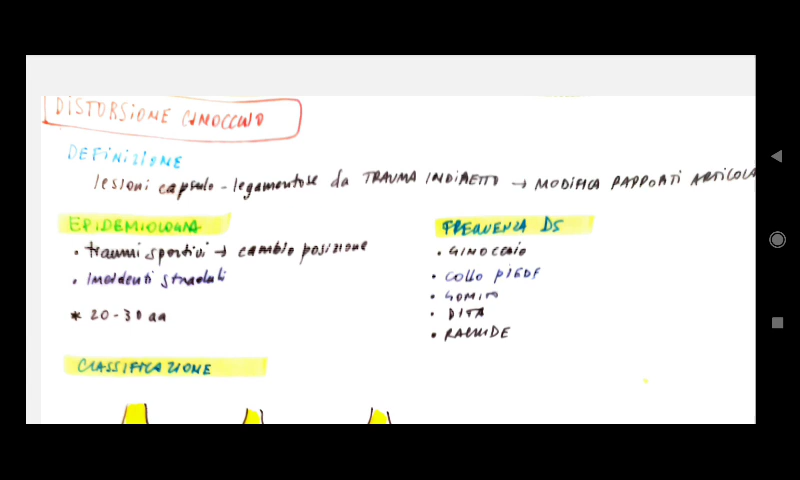 DISTORSIONE GINOCCHIO
DEFINIZIONE
lesioni capsulo-legamentose da TRAUMA INDIRETTO → MODIFICA RAPPORTI ARTICOLA
EPIDEMIOLOGIA
• traumi sportivi → cambio posizione
• Incidenti stradali
* 20-30 aa
FREQUENZA DS
• GINOCCHIO
• COLLO PIEDE
• GOMITO
• DITA
• RACHIDE
CLASSIFICAZIONE